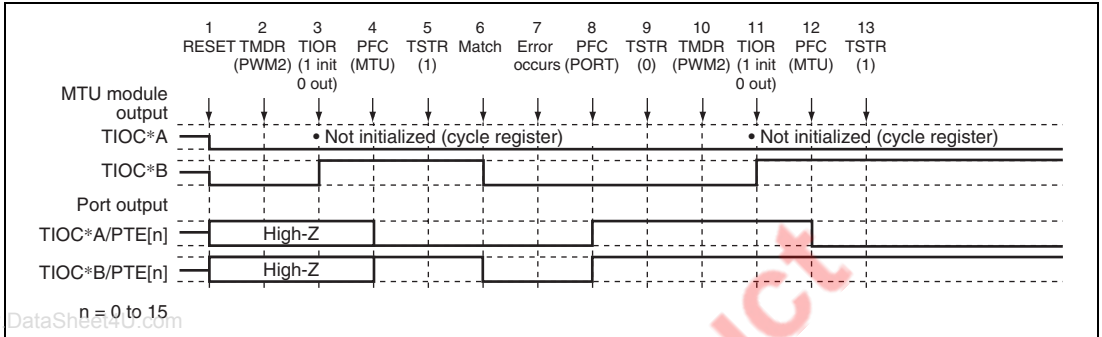 1 2 3 4 5 6 7 8 9 10 11 12 13
RESET TMDR TIOR PFC TSTR Match Error PFC TSTR TMDR TIOR PFC TSTR
(PWM2) (1 init (MTU) (1) occurs (PORT) (0) (PWM2) (1 init (MTU) (1)
0 out) 0 out)
MTU module
output
TIOC*A • Not initialized (cycle register) • Not initialized (cycle register)
TIOC*B
Port output
TIOC*A/PTE[n] High-Z
TIOC*B/PTE[n] High-Z
n = 0 to 15
DataSheet4U.com
uct